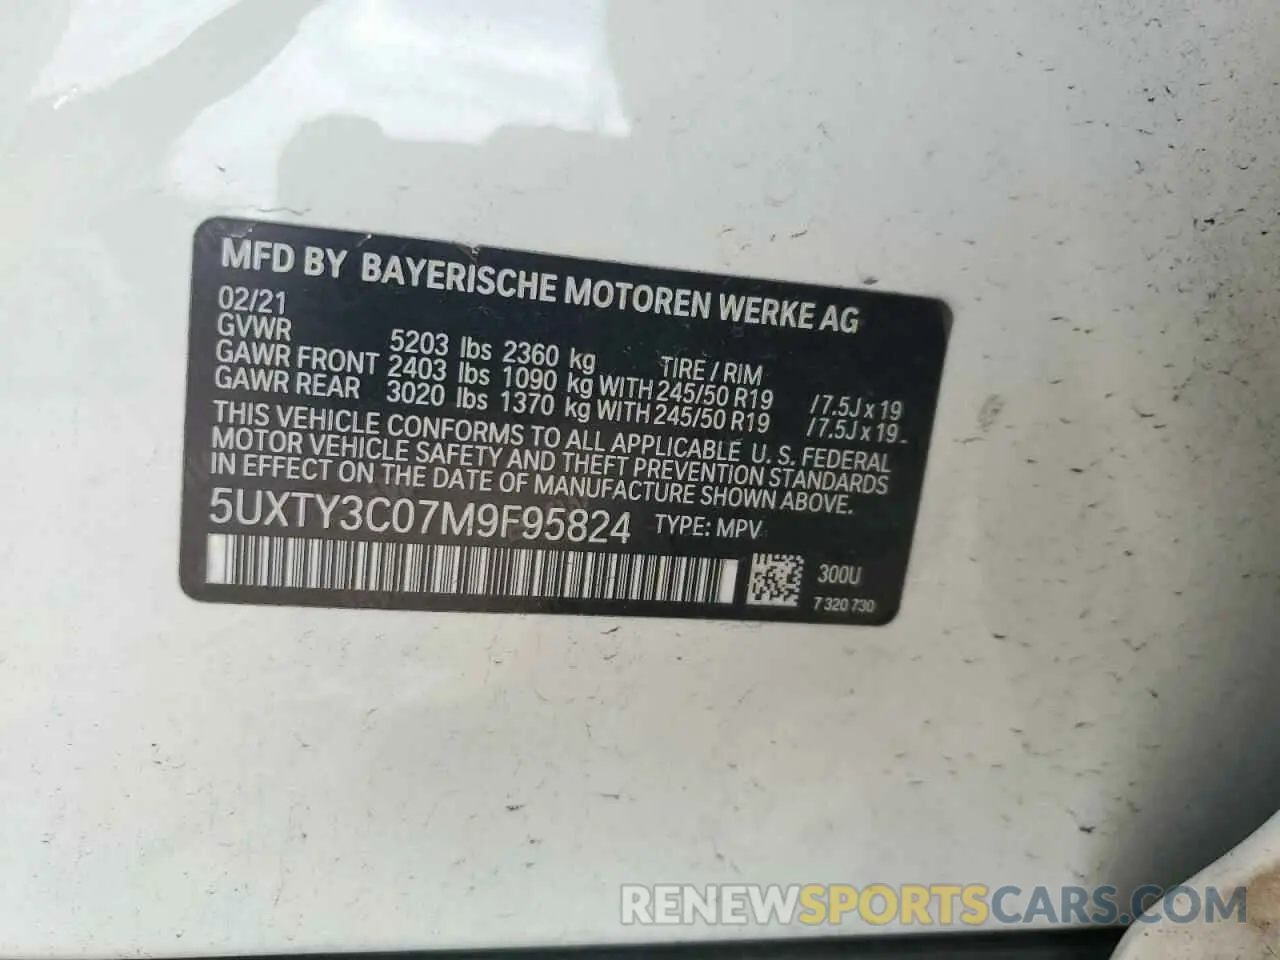 MFD BY BAYERISCHE MOTOREN WERKE AG
02/21
GVWR 5203 lbs 2360 kg TIRE / RIM
GAWR FRONT 2403 lbs 1090 kg WITH 245/50 R19 /7.5J x 19
GAWR REAR 3020 lbs 1370 kg WITH 245/50 R19 /7.5J x 19
THIS VEHICLE CONFORMS TO ALL APPLICABLE U. S. FEDERAL
MOTOR VEHICLE SAFETY AND THEFT PREVENTION STANDARDS
IN EFFECT ON THE DATE OF MANUFACTURE SHOWN ABOVE.
5UXTY3C07M9F95824 TYPE: MPV
300U
7 320 730
RENEWSPORTSCARS.COM